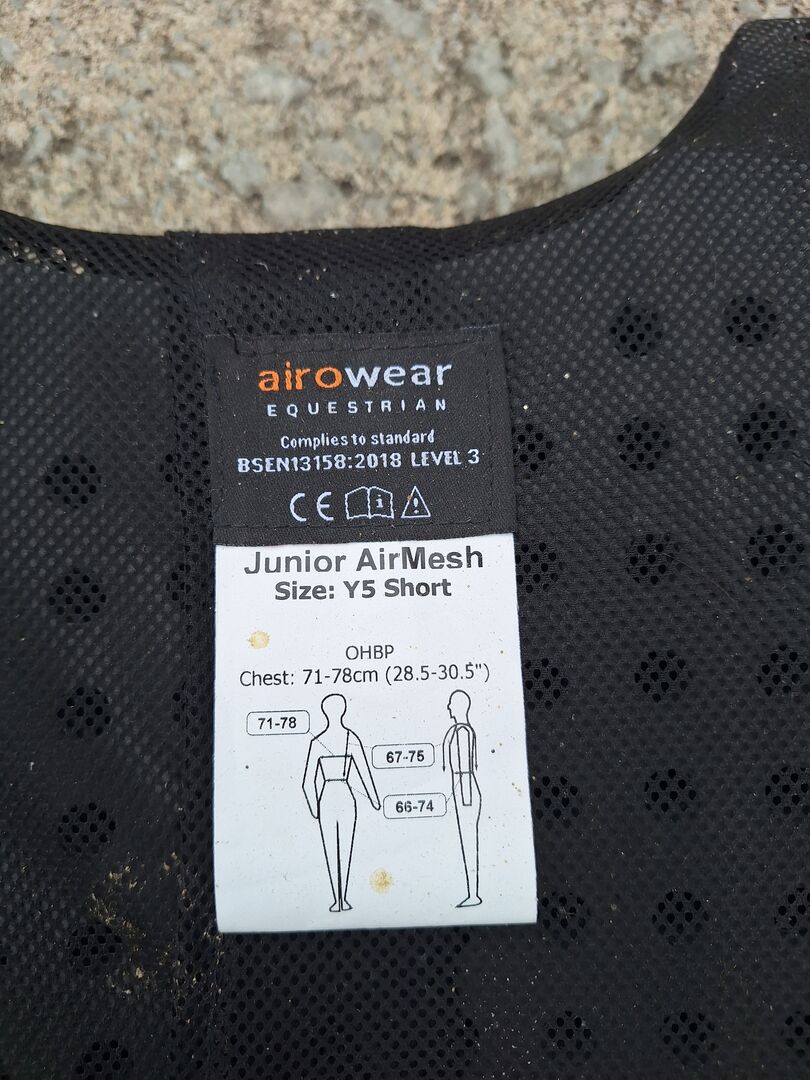 airowear
EQUESTRIAN
Complies to standard
BSEN13158:2018 LEVEL 3
CE
Junior AirMesh
Size: Y5 Short
OHBP
Chest: 71-78cm (28.5-30.5")
71-78
67-75
66-74